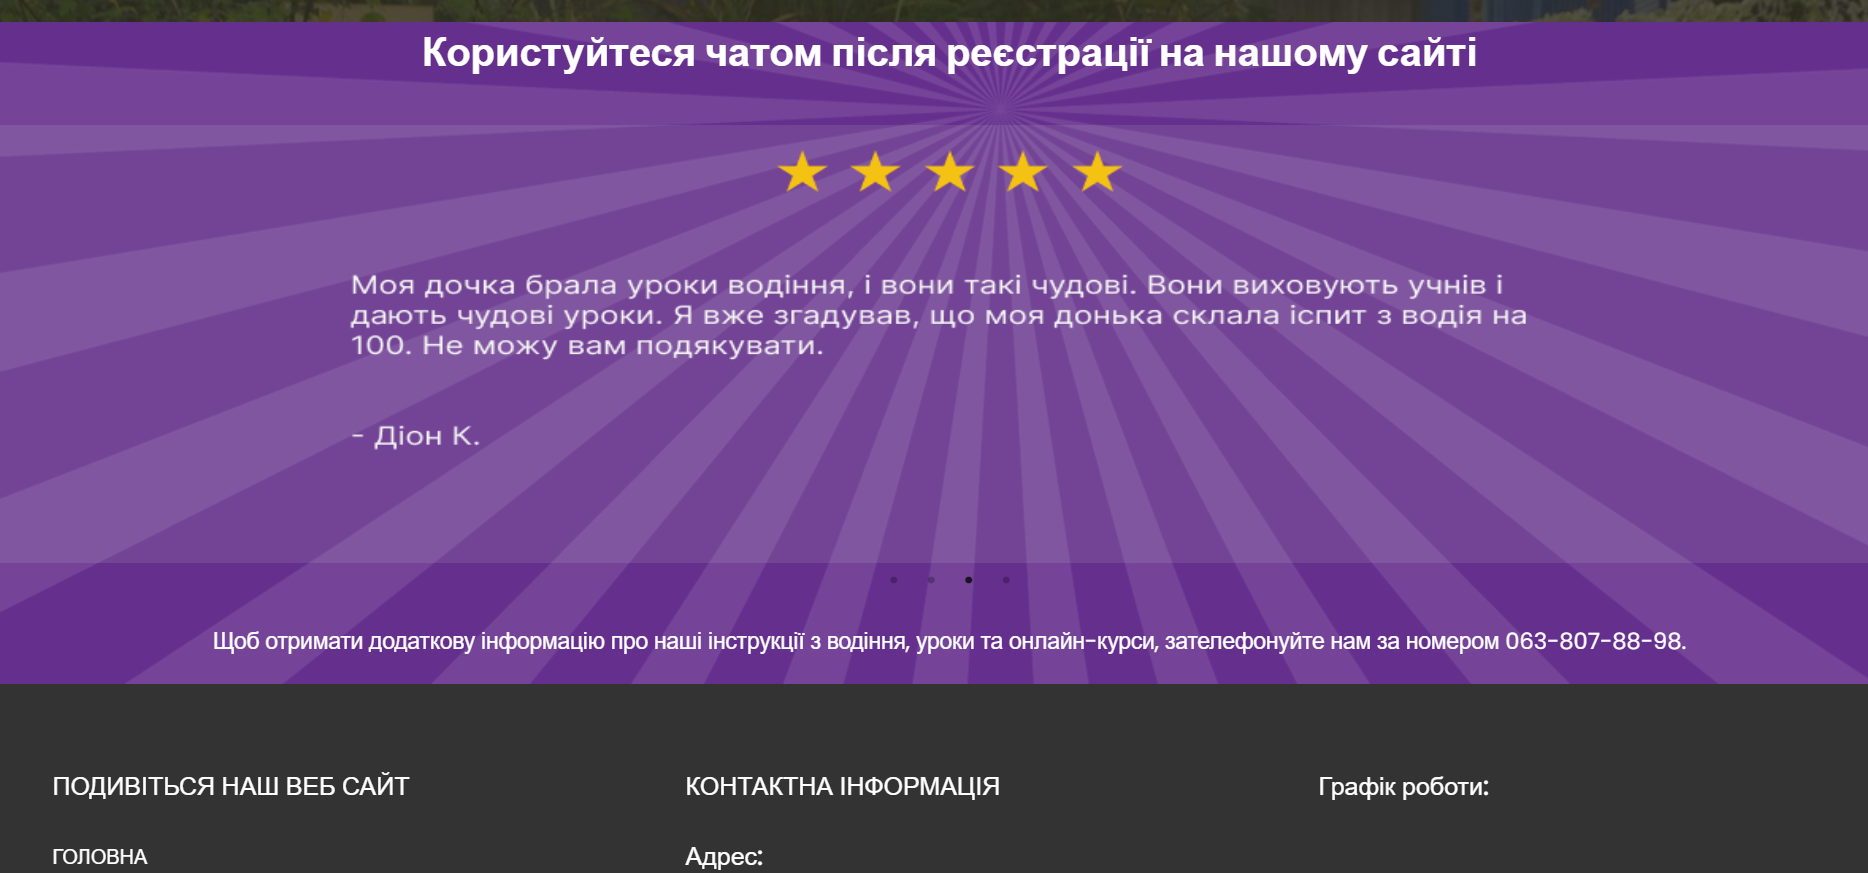 Користуйтеся чатом після реєстрації на нашому сайті
Моя дочка брала уроки водіння, і вони такі чудові. Вони виховують учнів і
дають чудові уроки. Я вже згадував, що моя донька склала іспит з водія на
100. Не можу вам подякувати.
- Діон К.
Щоб отримати додаткову інформацію про наші інструкції з водіння, уроки та онлайн-курси, зателефонуйте нам за номером 063-807-88-98.
ПОДИВІТЬСЯ НАШ ВЕБ САЙТ
КОНТАКТНА ІНФОРМАЦІЯ
Графік роботи:
ГОЛОВНА
Адрес: